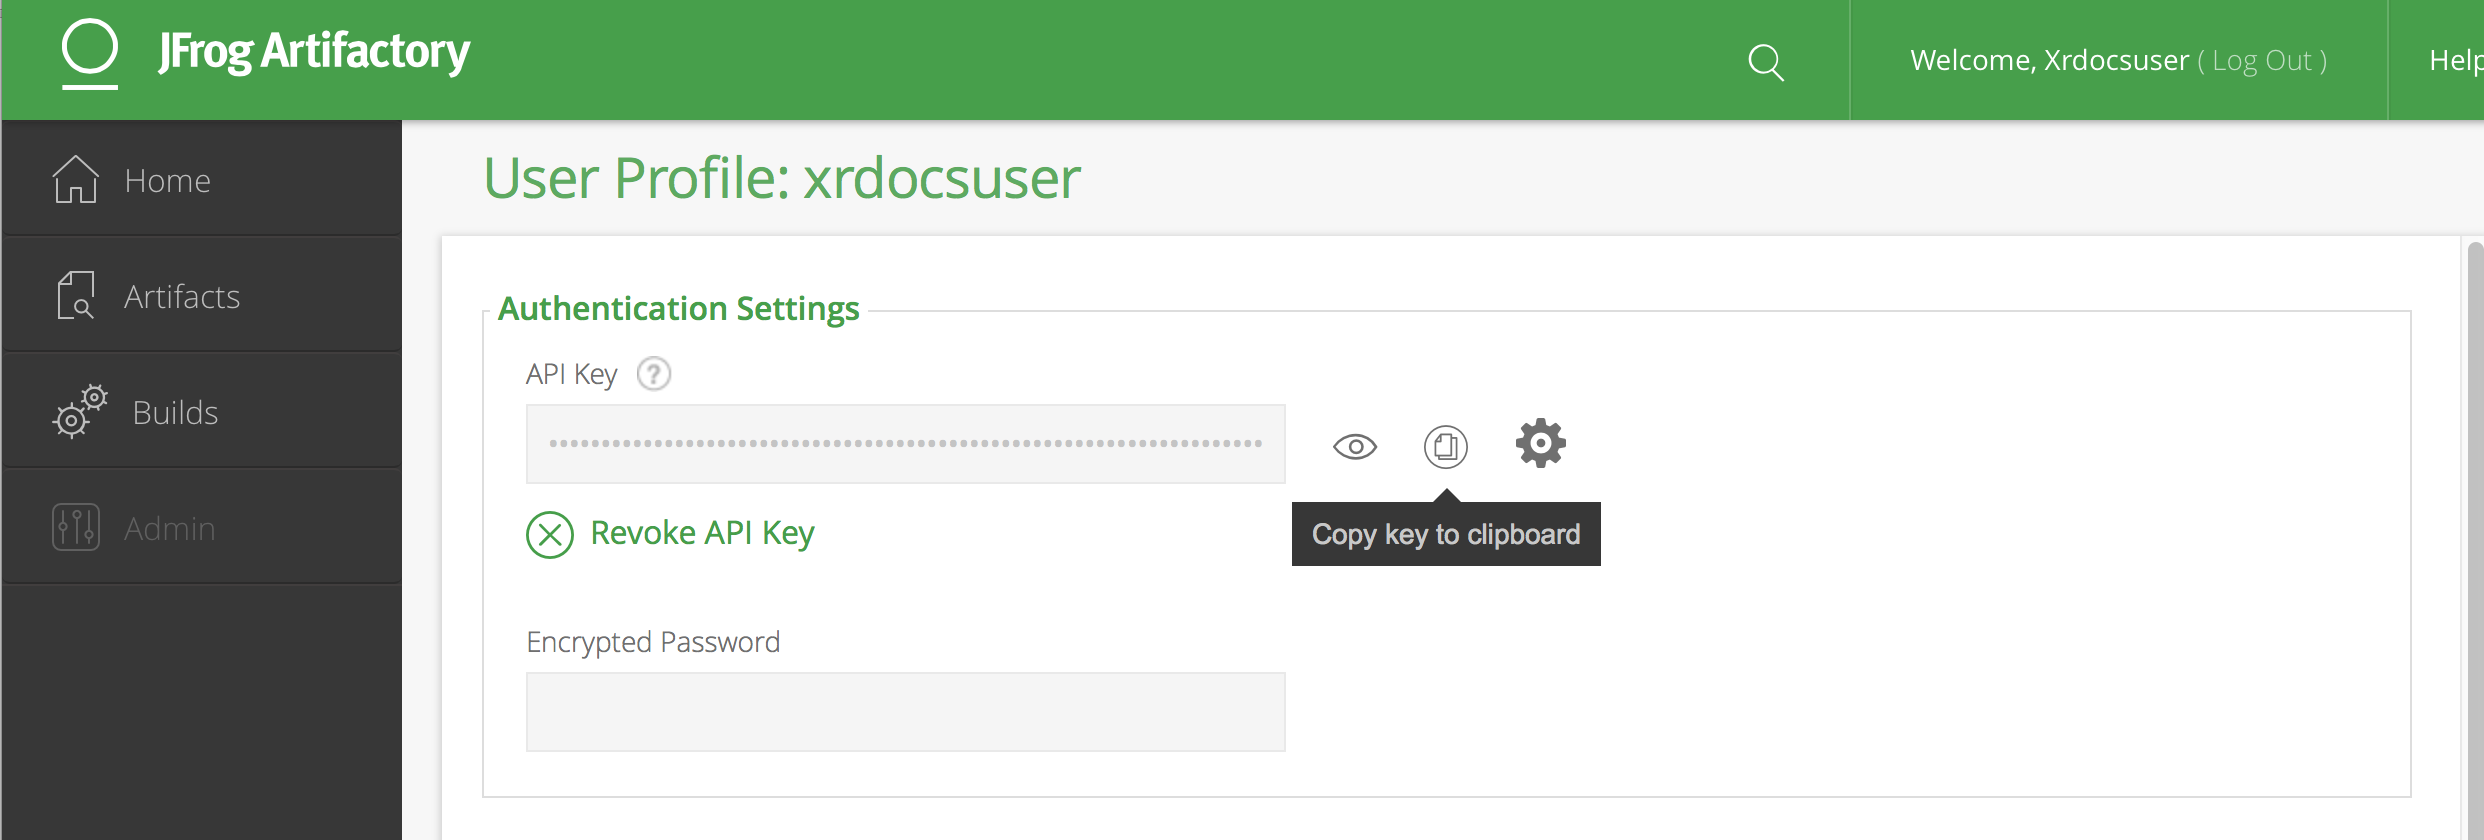 JFrog Artifactory
Welcome, Xrdocsuser ( Log Out )
Help
Home
Artifacts
Builds
Admin
User Profile: xrdocsuser
Authentication Settings
API Key ?
Revoke API Key
Copy key to clipboard
Encrypted Password